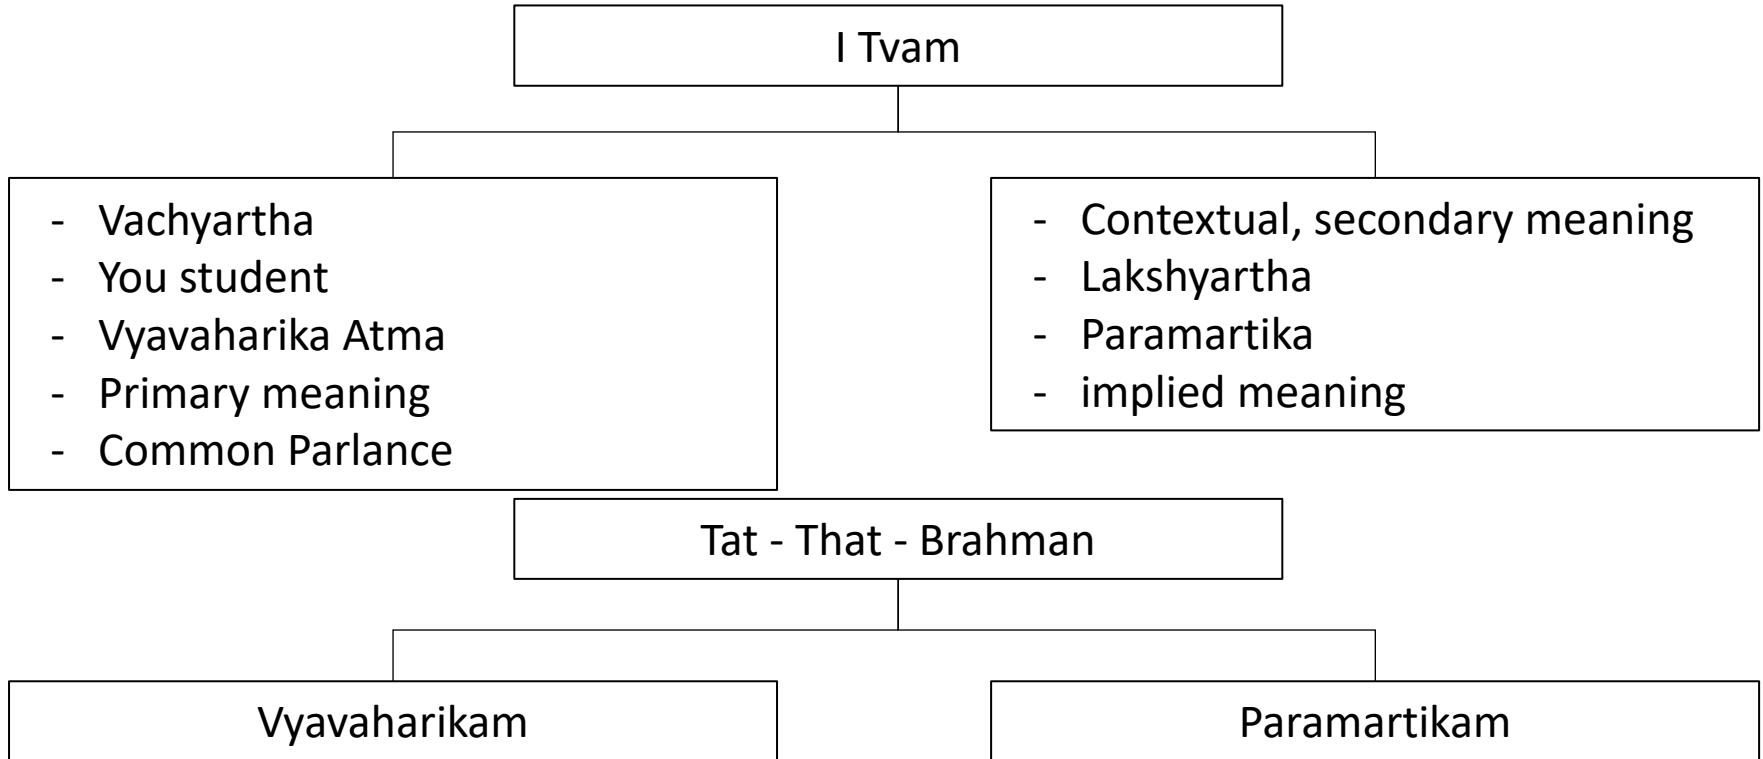 I Tvam
- Vachyartha
- You student
- Vyavaharika Atma
- Primary meaning
- Common Parlance
- Contextual, secondary meaning
- Lakshyartha
- Paramartika
- implied meaning
Tat - That - Brahman
Vyavaharikam
Paramartikam